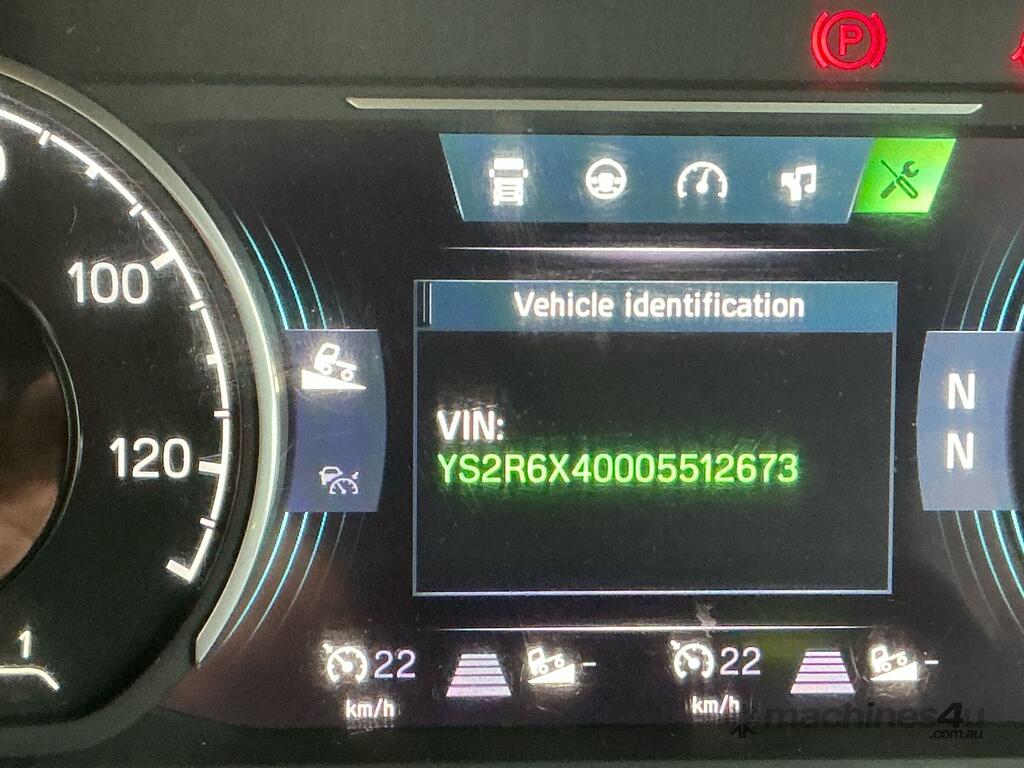 P
100
Vehicle identification
N
VIN:
N
120
YS2R6X40005512673
1
22
22
km/h
km/h
machines4u
.com.au